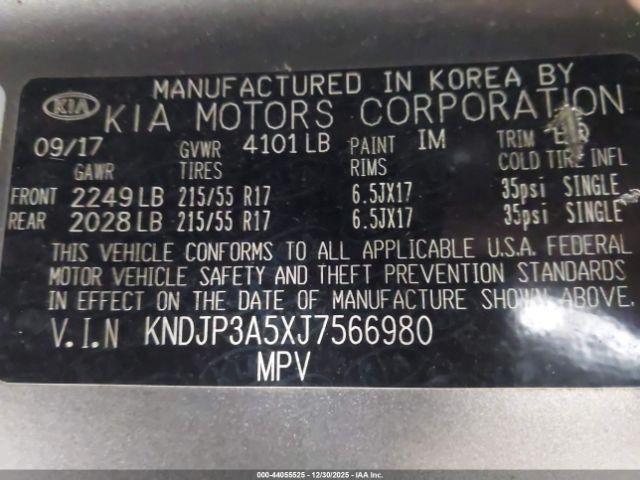 MANUFACTURED IN KOREA BY
KIA KIA MOTORS CORPORATION
09/17 GVWR 4101 LB PAINT IM TRIM
GAWR TIRES RIMS COLD TIRE INFL
FRONT 2249 LB 215/55 R17 6.5JX17 35psi SINGLE
REAR 2028 LB 215/55 R17 6.5JX17 35psi SINGLE
THIS VEHICLE CONFORMS TO ALL APPLICABLE U.S.A. FEDERAL
MOTOR VEHICLE SAFETY AND THEFT PREVENTION STANDARDS
IN EFFECT ON THE DATE OF MANUFACTURE SHOWN ABOVE.
V.I.N KNDJP3A5XJ7566980
MPV
000-44055525 - 12/30/2025 - IAA Inc.